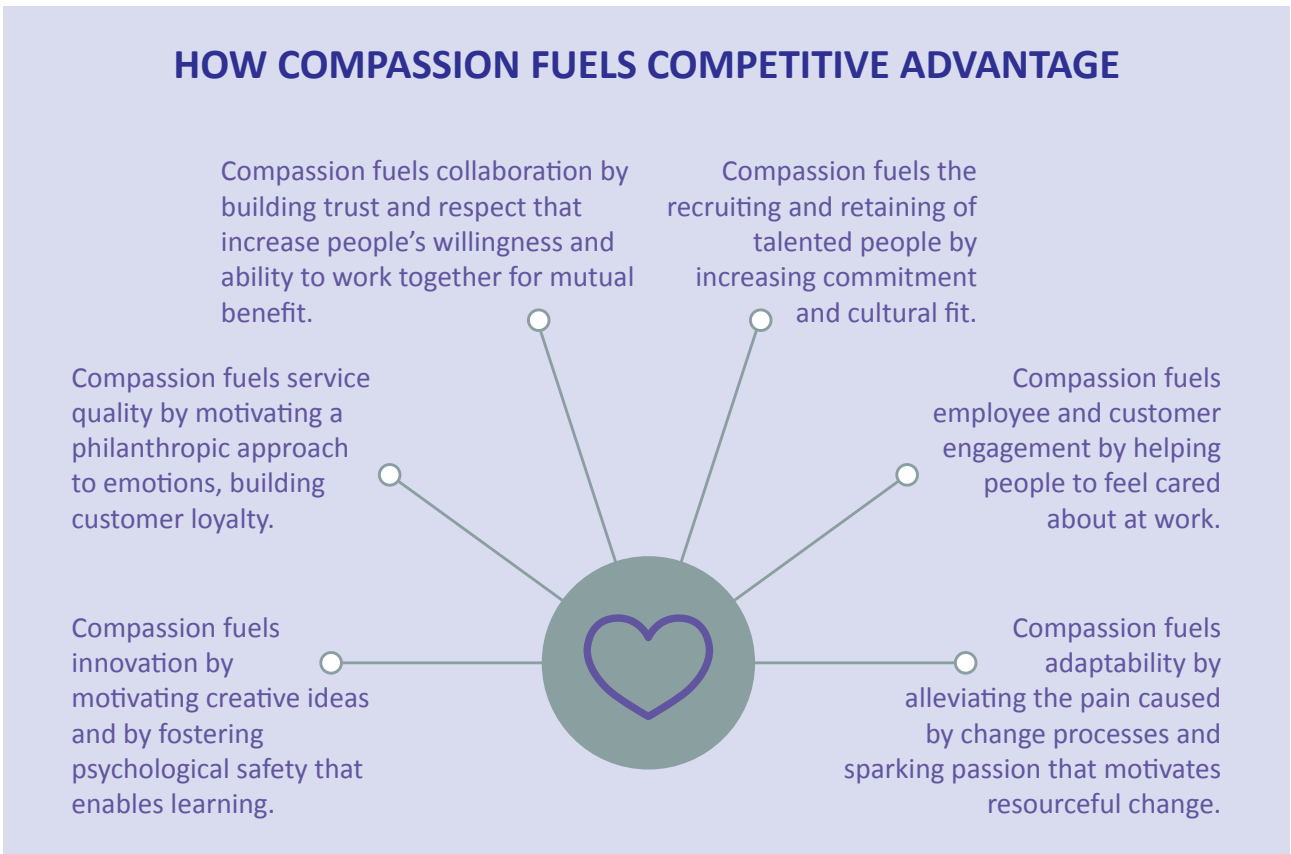 HOW COMPASSION FUELS COMPETITIVE ADVANTAGE
Compassion fuels collaboration by
building trust and respect that
increase people’s willingness and
ability to work together for mutual
benefit.
Compassion fuels the
recruiting and retaining of
talented people by
increasing commitment
and cultural fit.
Compassion fuels service
quality by motivating a
philanthropic approach
to emotions, building
customer loyalty.
Compassion fuels
employee and customer
engagement by helping
people to feel cared
about at work.
Compassion fuels
innovation by
motivating creative ideas
and by fostering
psychological safety that
enables learning.
Compassion fuels
adaptability by
alleviating the pain caused
by change processes and
sparking passion that motivates
resourceful change.